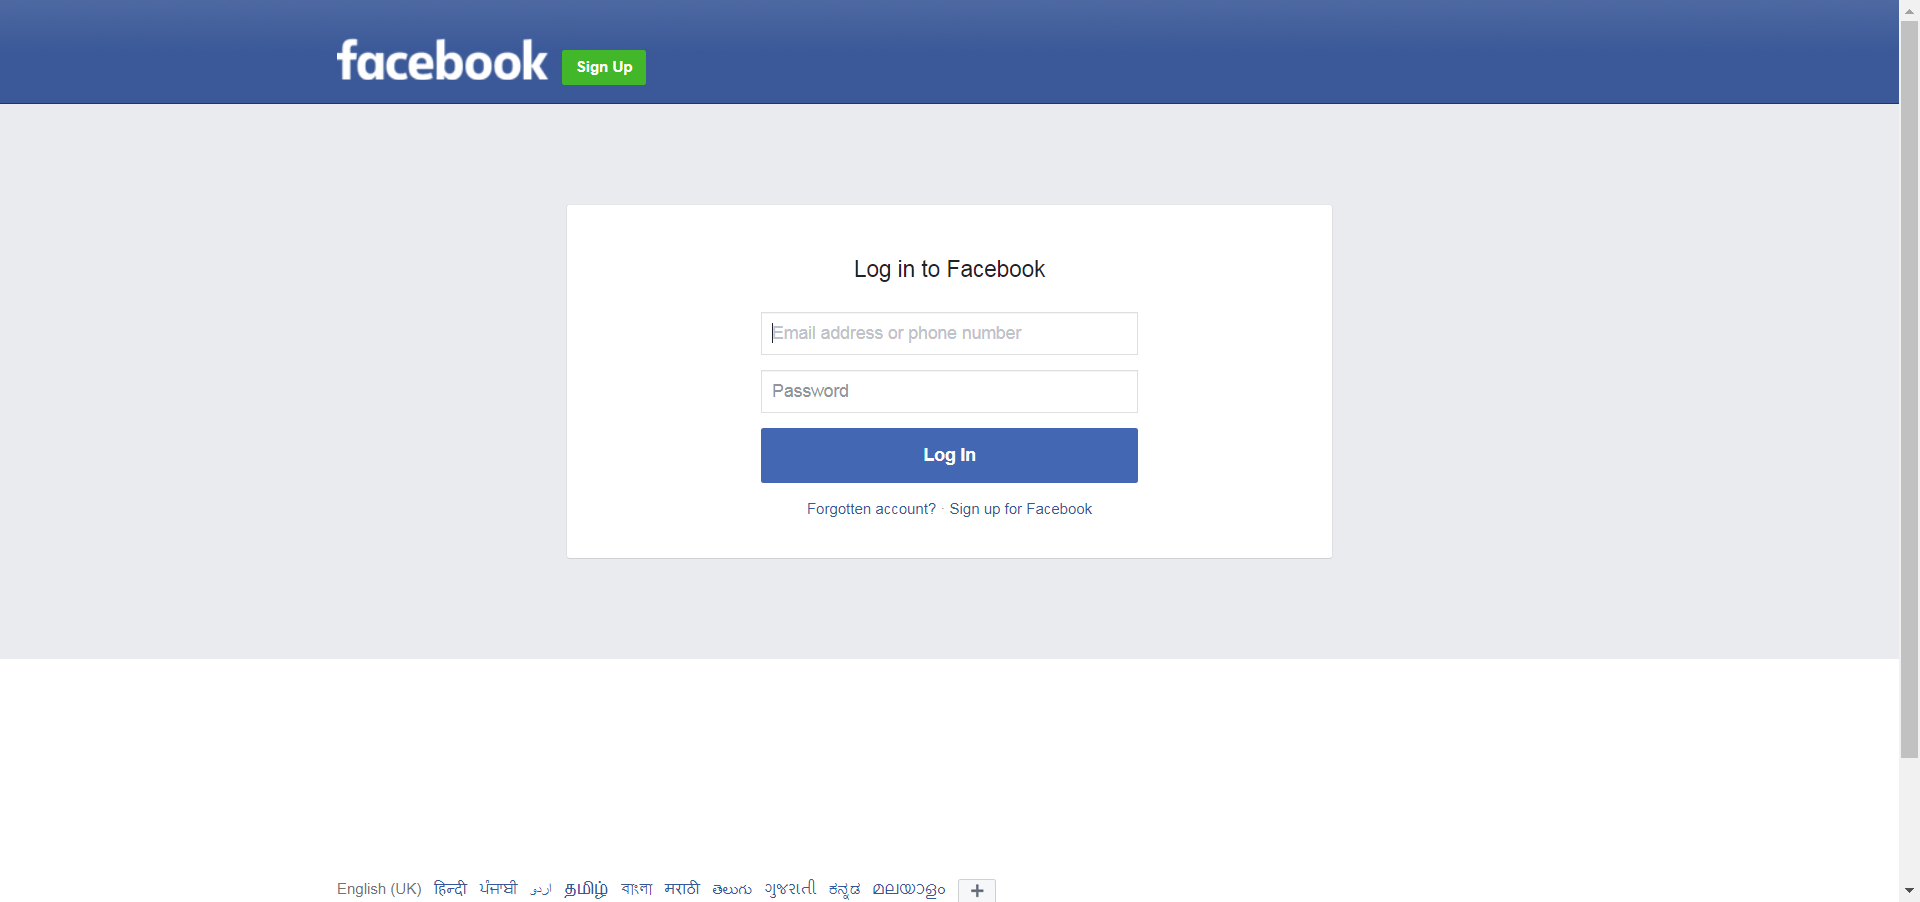 facebook Sign Up
Log in to Facebook
Email address or phone number
Password
Log In
Forgotten account? · Sign up for Facebook
English (UK) हिन्दी ਪੰਜਾਬੀ اردو தமிழ் বাংলা मराठी తెలుగు ગુજરાતી ಕನ್ನಡ മലയാളം +